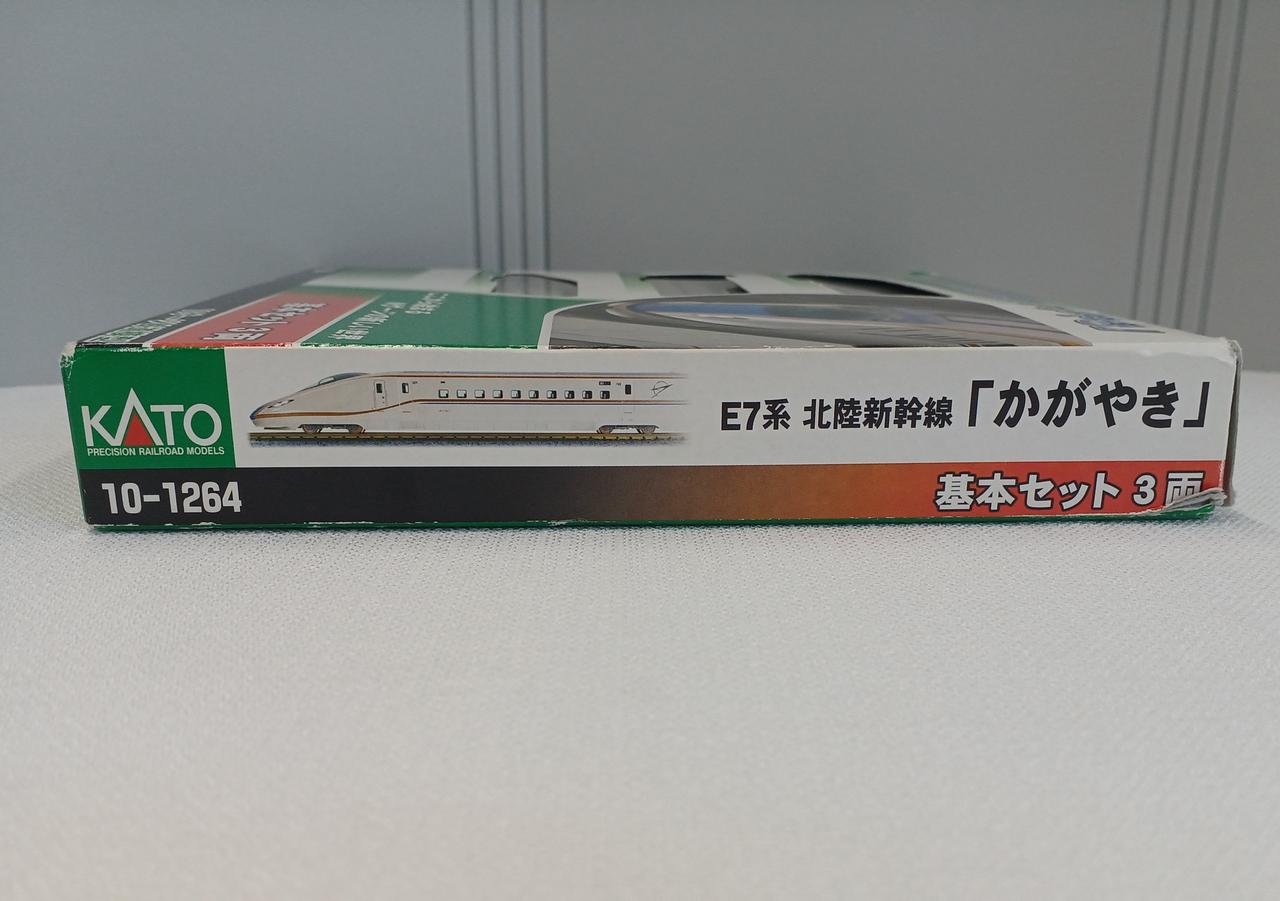 KATO
PRECISION RAILROAD MODELS
10-1264
E7系 北陸新幹線「かがやき」
基本セット 3両